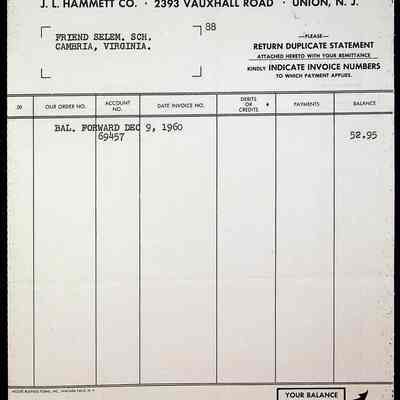 J. L. HAMMETT CO. · 2393 VAUXHALL ROAD · UNION, N. J.
88
FRIEND SELEM. SCH.
CAMBRIA, VIRGINIA.
—PLEASE—
RETURN DUPLICATE STATEMENT
ATTACHED HERETO WITH YOUR REMITTANCE
KINDLY INDICATE INVOICE NUMBERS
TO WHICH PAYMENT APPLIES.
20 OUR ORDER NO. ACCOUNT NO. DATE INVOICE NO. DEBITS OR CREDITS * PAYMENTS BALANCE
BAL. FORWARD DEC 9, 1960
69457 52.95
YOUR BALANCE